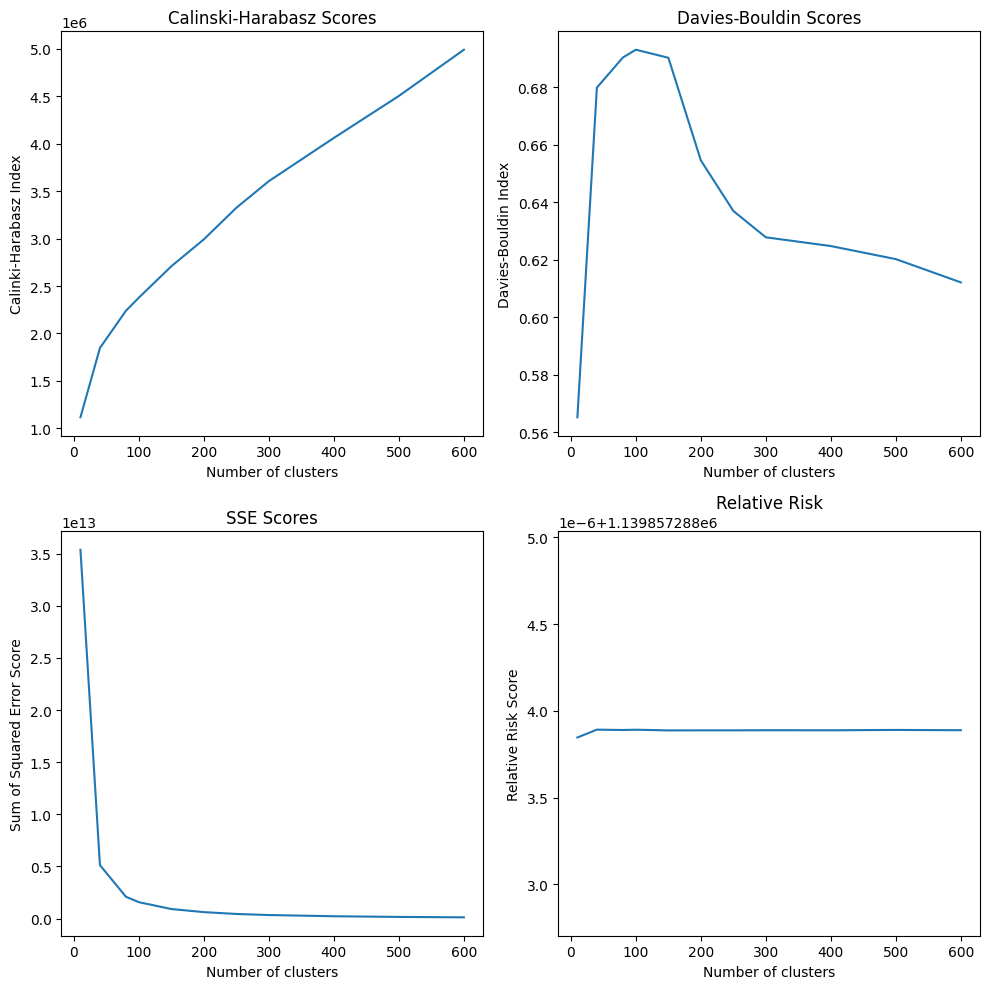 Calinski-Harabasz Scores
1e6
Calinki-Harabasz Index
5.0
4.5
4.0
3.5
3.0
2.5
2.0
1.5
1.0
0 100 200 300 400 500 600
Number of clusters
Davies-Bouldin Scores
Davies-Bouldin Index
0.68
0.66
0.64
0.62
0.60
0.58
0.56
0 100 200 300 400 500 600
Number of clusters
SSE Scores
1e13
Sum of Squared Error Score
3.5
3.0
2.5
2.0
1.5
1.0
0.5
0.0
0 100 200 300 400 500 600
Number of clusters
Relative Risk
1e−6+1.139857288e6
Relative Risk Score
5.0
4.5
4.0
3.5
3.0
0 100 200 300 400 500 600
Number of clusters